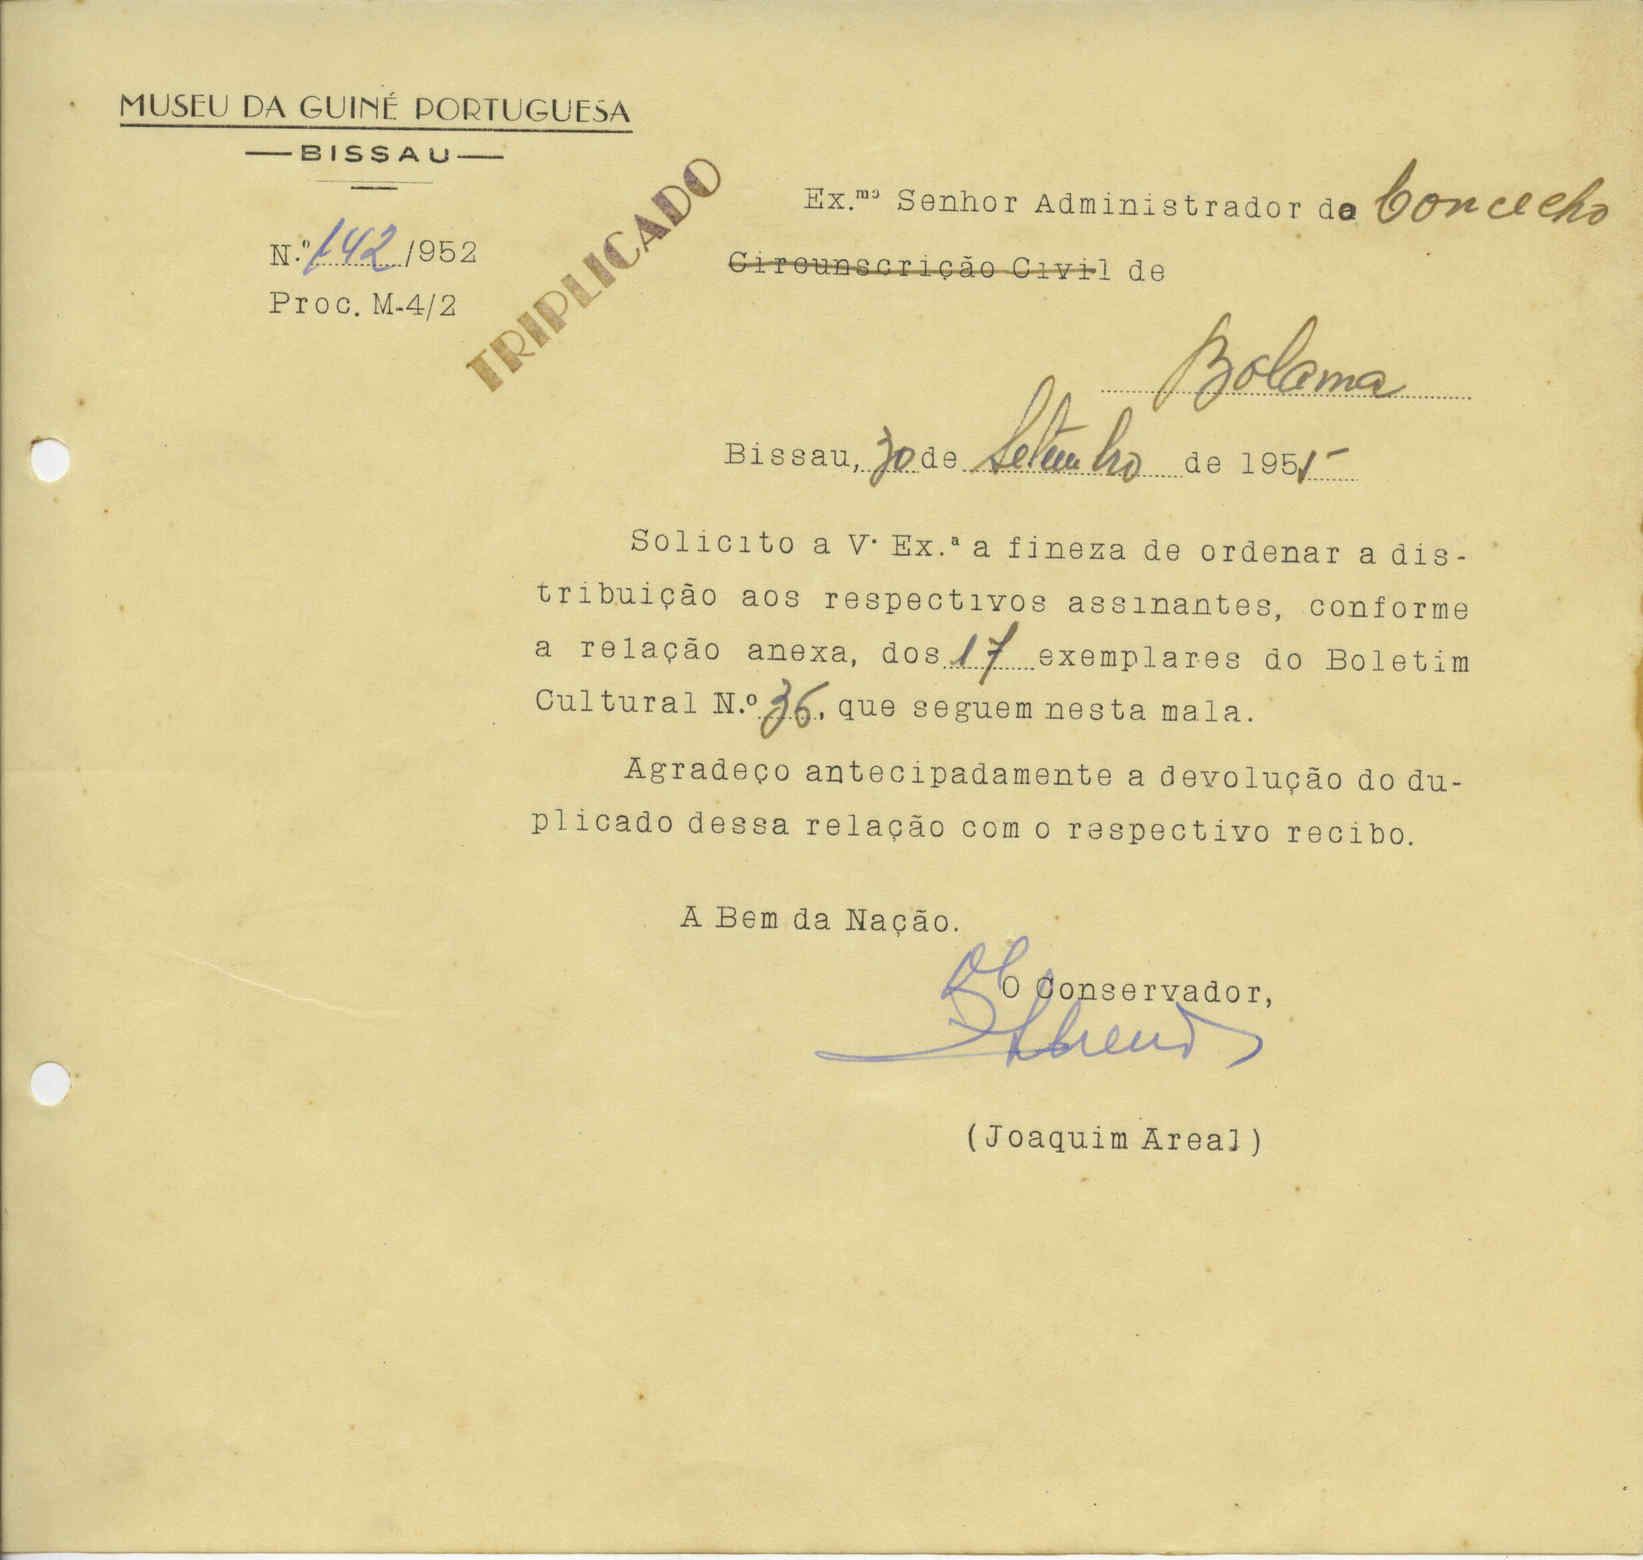 MUSEU DA GUINÉ PORTUGUESA
BISSAU
TRIPLICADO
N.º 142/952
Proc. M-4/2
Ex.mo Senhor Administrador do Concecho
Circunscrição Civil de
Bolama
Bissau, 30 de Setembro de 1955
Solicito a V. Ex.ª a fineza de ordenar a dis-
tribuição aos respectivos assinantes, conforme
a relação anexa, dos 17 exemplares do Boletim
Cultural N.º 36, que seguem nesta mala.
Agradeço antecipadamente a devolução do du-
plicado dessa relação com o respectivo recibo.
A Bem da Nação.
O Conservador,
(Joaquim Areal)